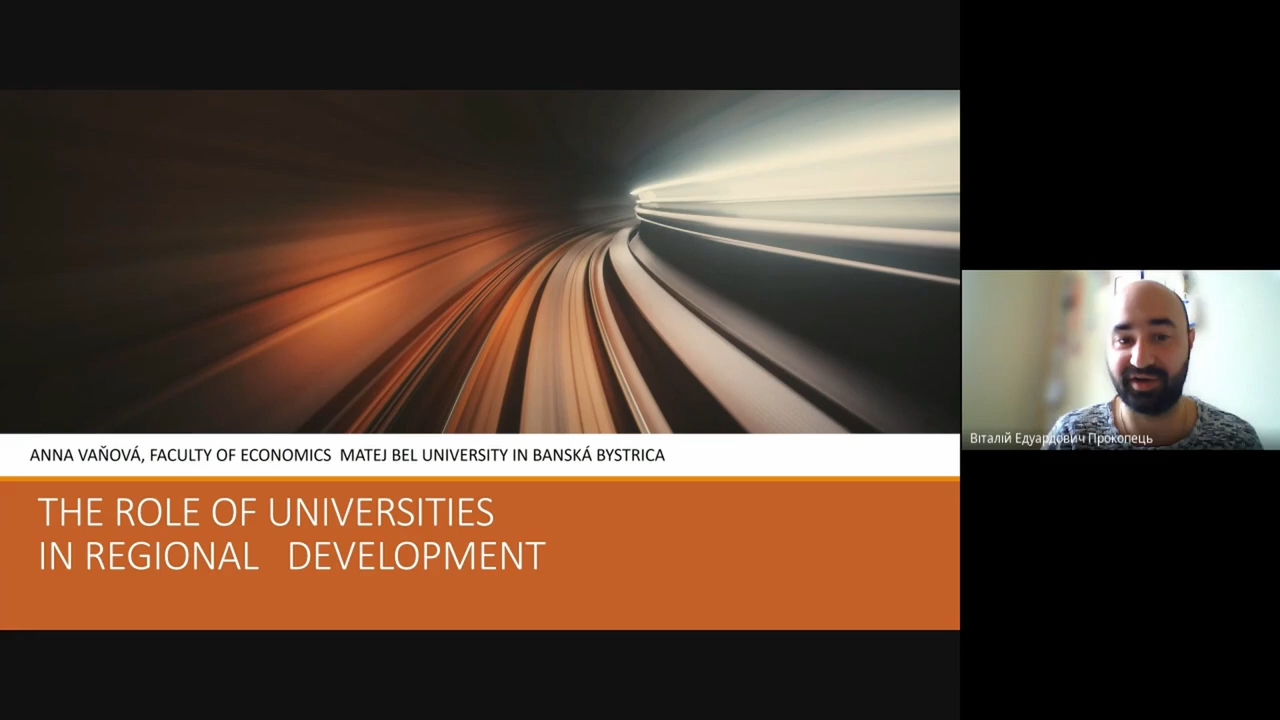 ANNA VAŇOVÁ, FACULTY OF ECONOMICS MATEJ BEL UNIVERSITY IN BANSKÁ BYSTRICA
THE ROLE OF UNIVERSITIES
IN REGIONAL DEVELOPMENT
Віталій Едуардович Прокопець